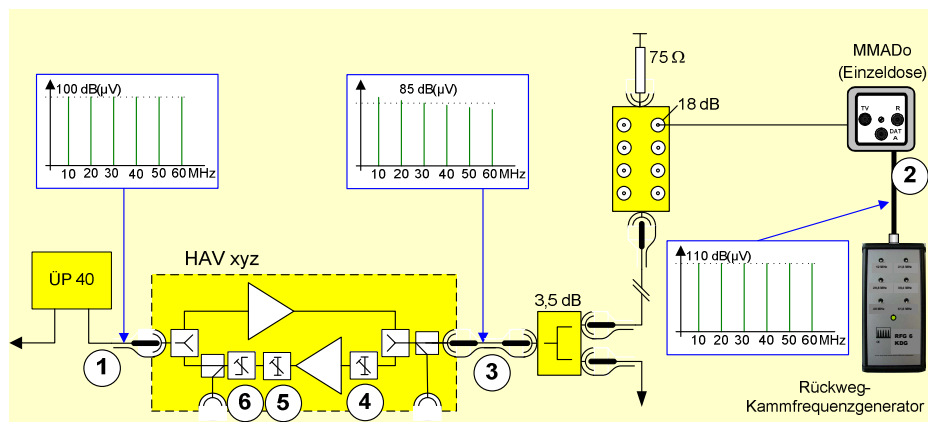 75 Ω
MMADo
(Einzeldose)
100 dB(µV)
10 20 30 40 50 60 MHz
85 dB(µV)
10 20 30 40 50 60 MHz
18 dB
TV
R
DAT
A
2
HAV xyz
ÜP 40
110 dB(µV)
10 20 30 40 50 60 MHz
3,5 dB
1
3
6
5
4
RFG 6
KDG
Rückweg-
Kammfrequenzgenerator